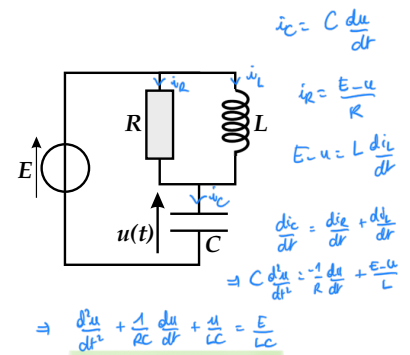 i_C = C du/dt
i_R = E-u/R
E-u = L di_L/dt
i_R
i_L
R
L
E
i_C
u(t)
C
di_C/dt = di_R/dt + di_L/dt
⇒ C d²u/dt² = -1/R du/dt + E-u/L
⇒ d²u/dt² + 1/RC du/dt + u/LC = E/LC